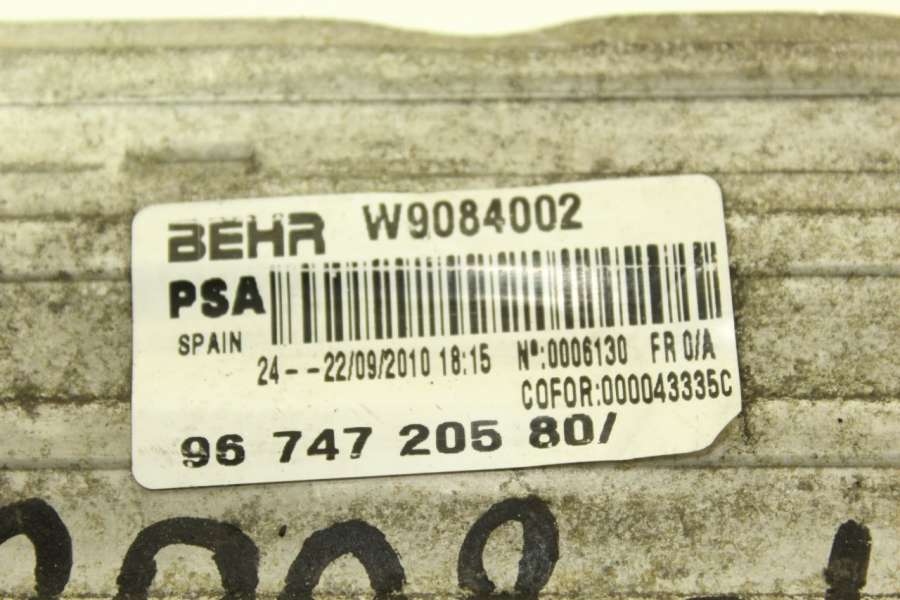 BEHR W9084002
PSA
SPAIN
24--22/09/2010 18:15 Nº:0006130 FR 0/A
COFOR:000043335C
96 747 205 80/